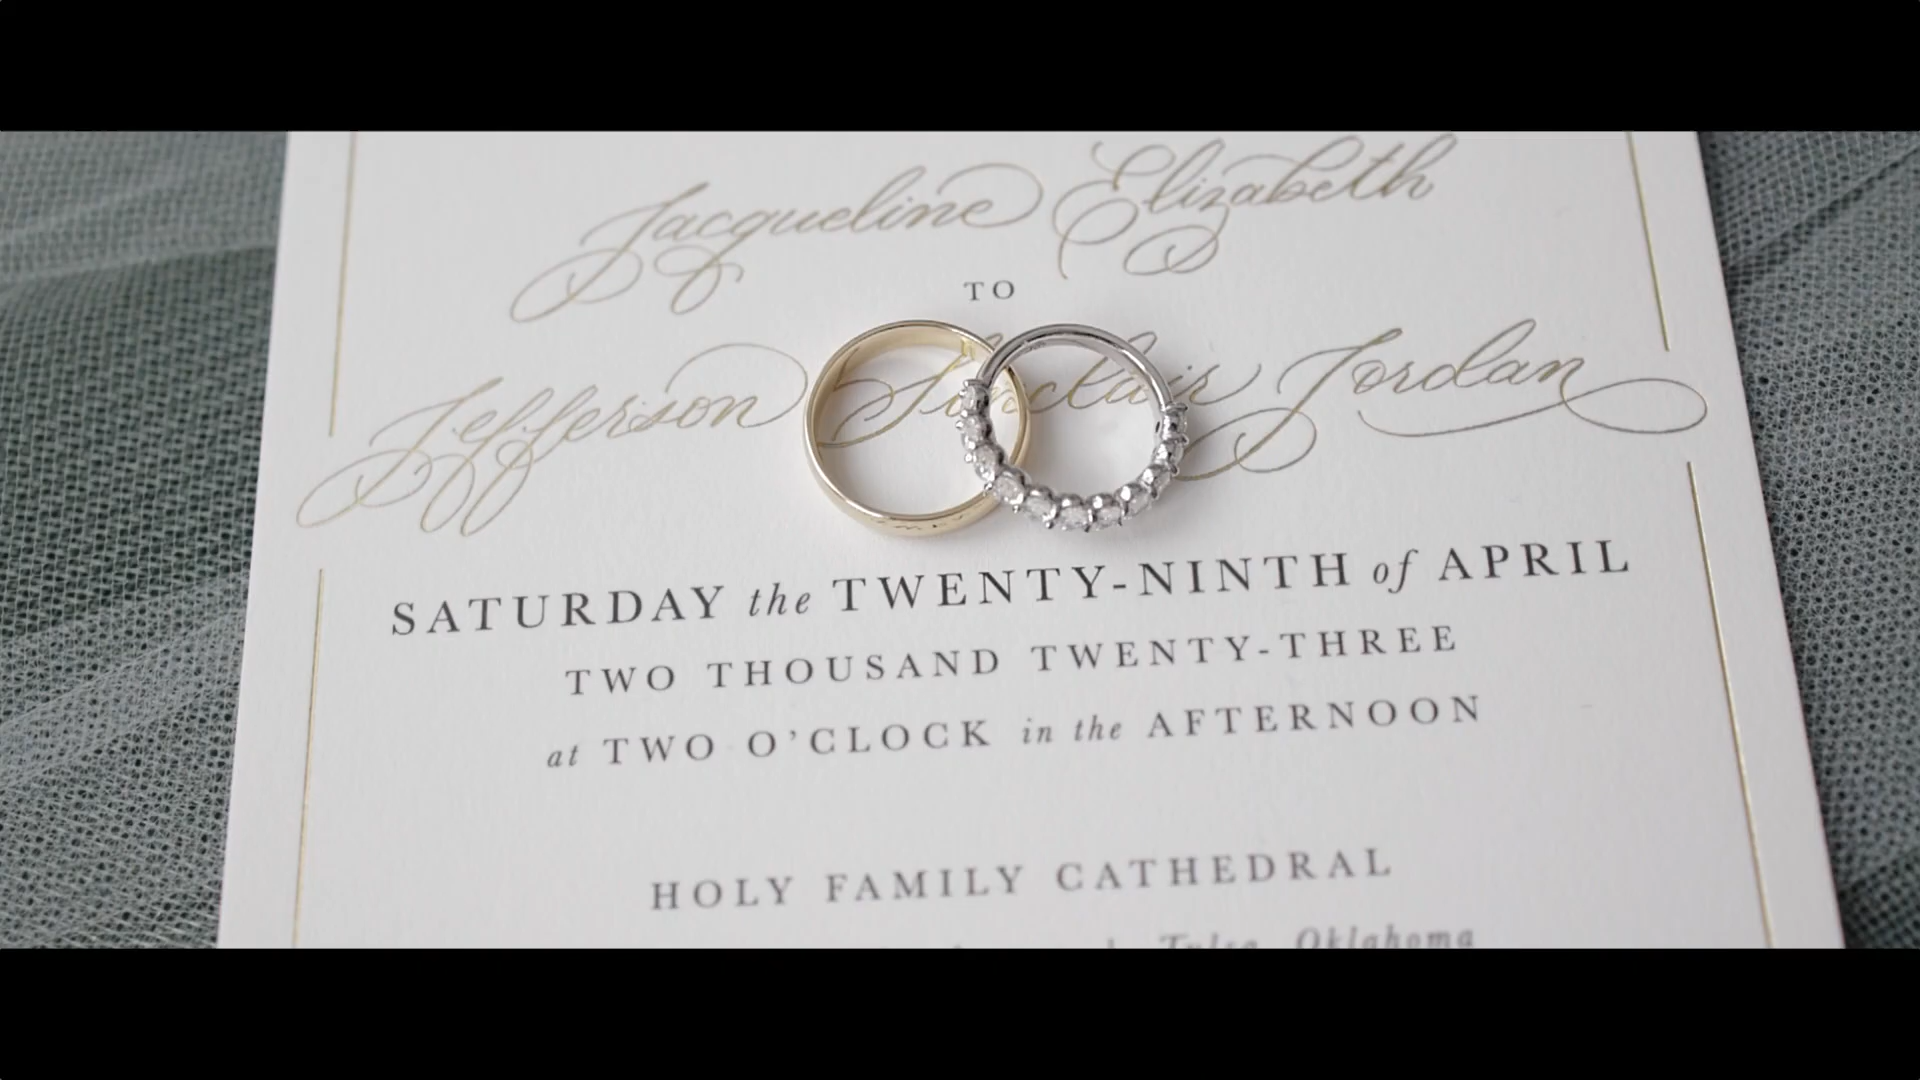 Jacqueline Elizabeth
TO
Jefferson Sinclair Jordan
SATURDAY the TWENTY-NINTH of APRIL
TWO THOUSAND TWENTY-THREE
at TWO O'CLOCK in the AFTERNOON
HOLY FAMILY CATHEDRAL
Tulsa, Oklahoma